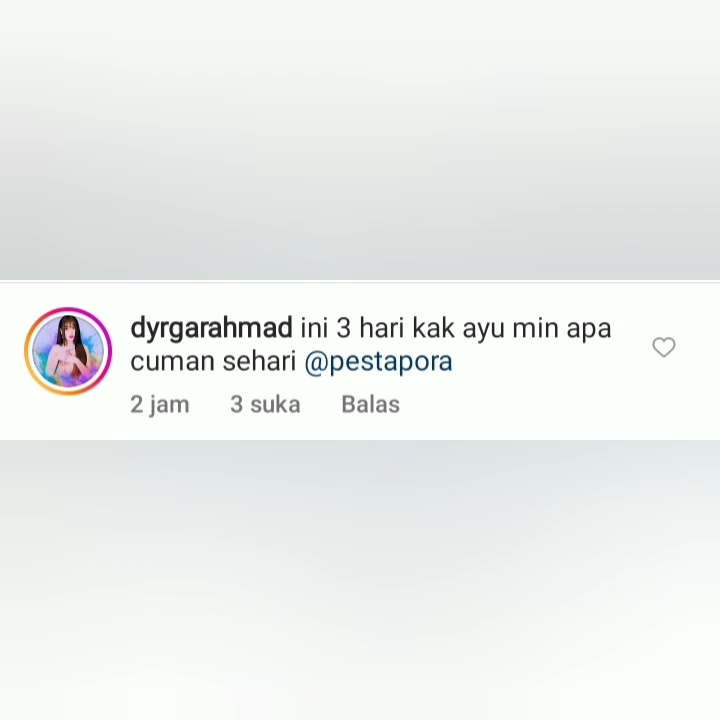 dyrgarahmad ini 3 hari kak ayu min apa
cuman sehari @pestapora
2 jam 3 suka Balas